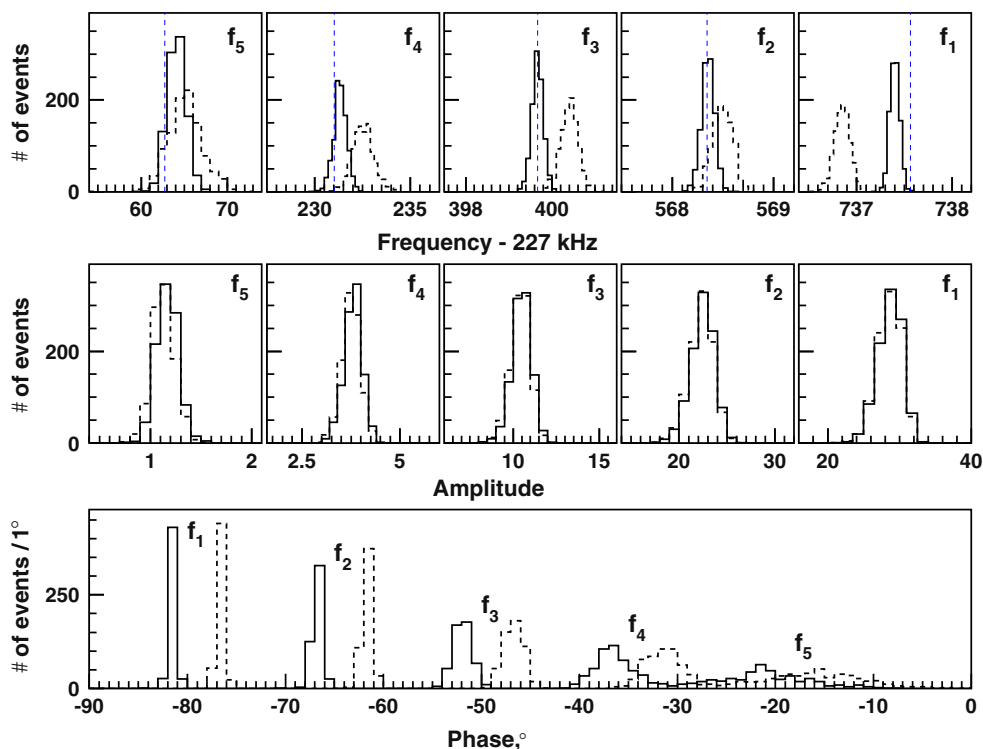 f5 f4 f3 f2 f1
# of events
200
0
60 70 230 235 398 400 568 569 737 738
Frequency - 227 kHz
f5 f4 f3 f2 f1
# of events
200
0
1 2 2.5 5 10 15 20 30 20 40
Amplitude
# of events / 1°
f1
f2
f3
f4
f5
250
0
-90 -80 -70 -60 -50 -40 -30 -20 -10 0
Phase,°